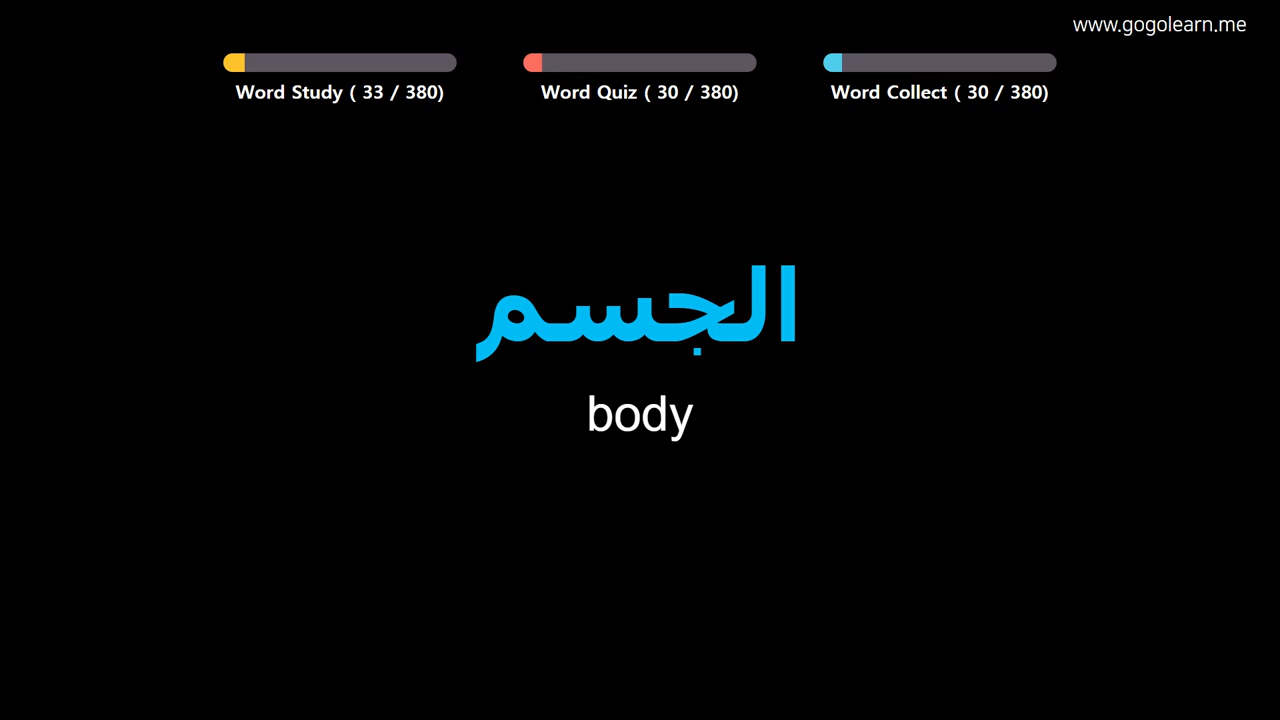 www.gogolearn.me
Word Study ( 33 / 380)
Word Quiz ( 30 / 380)
Word Collect ( 30 / 380)
الجسم
body